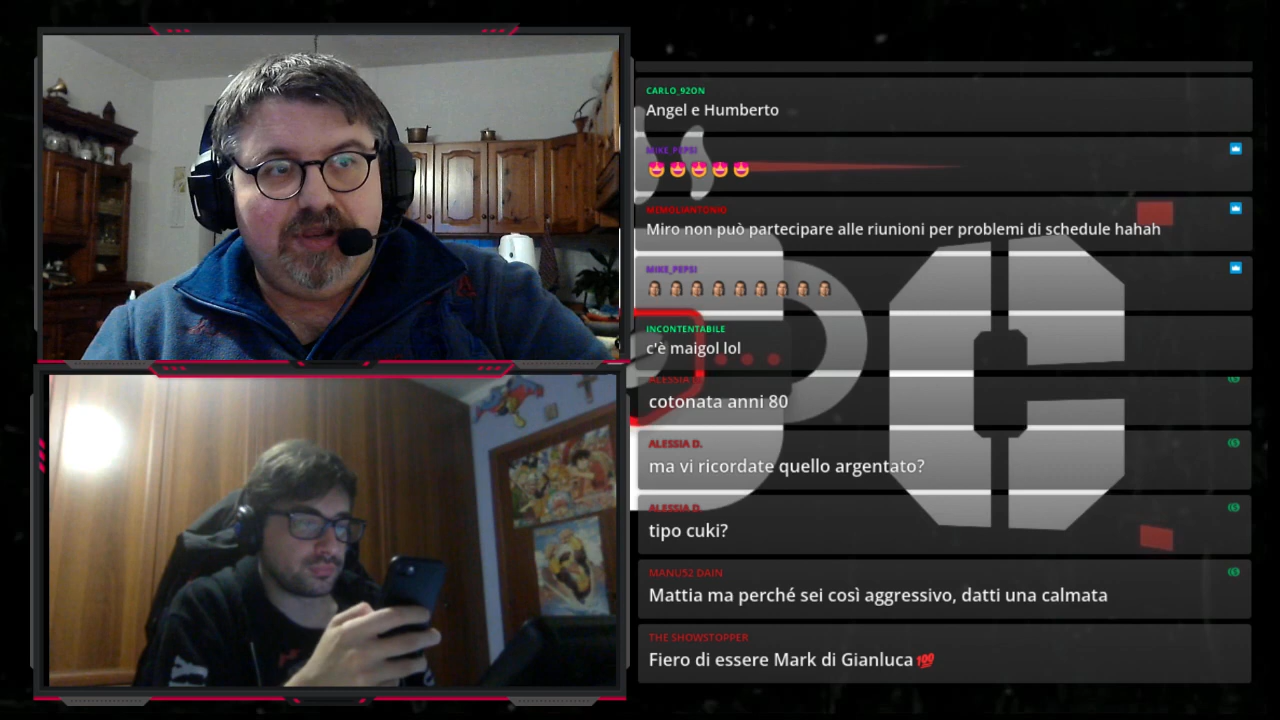 CARLO_92ON
Angel e Humberto
MIKE_PEPSI
MEMOLIANTONIO
Miro non può partecipare alle riunioni per problemi di schedule hahah
MIKE_PEPSI
INCONTENTABILE
c'è maigol lol
ALESSIA D.
cotonata anni 80
ALESSIA D.
ma vi ricordate quello argentato?
ALESSIA D.
tipo cuki?
MANU52 DAIN
Mattia ma perché sei così aggressivo, datti una calmata
THE SHOWSTOPPER
Fiero di essere Mark di Gianluca💯